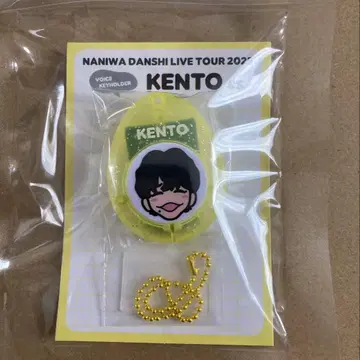 NANIWA DANSHI LIVE TOUR 202
VOICE
KEYHOLDER
KENTO
KENTO